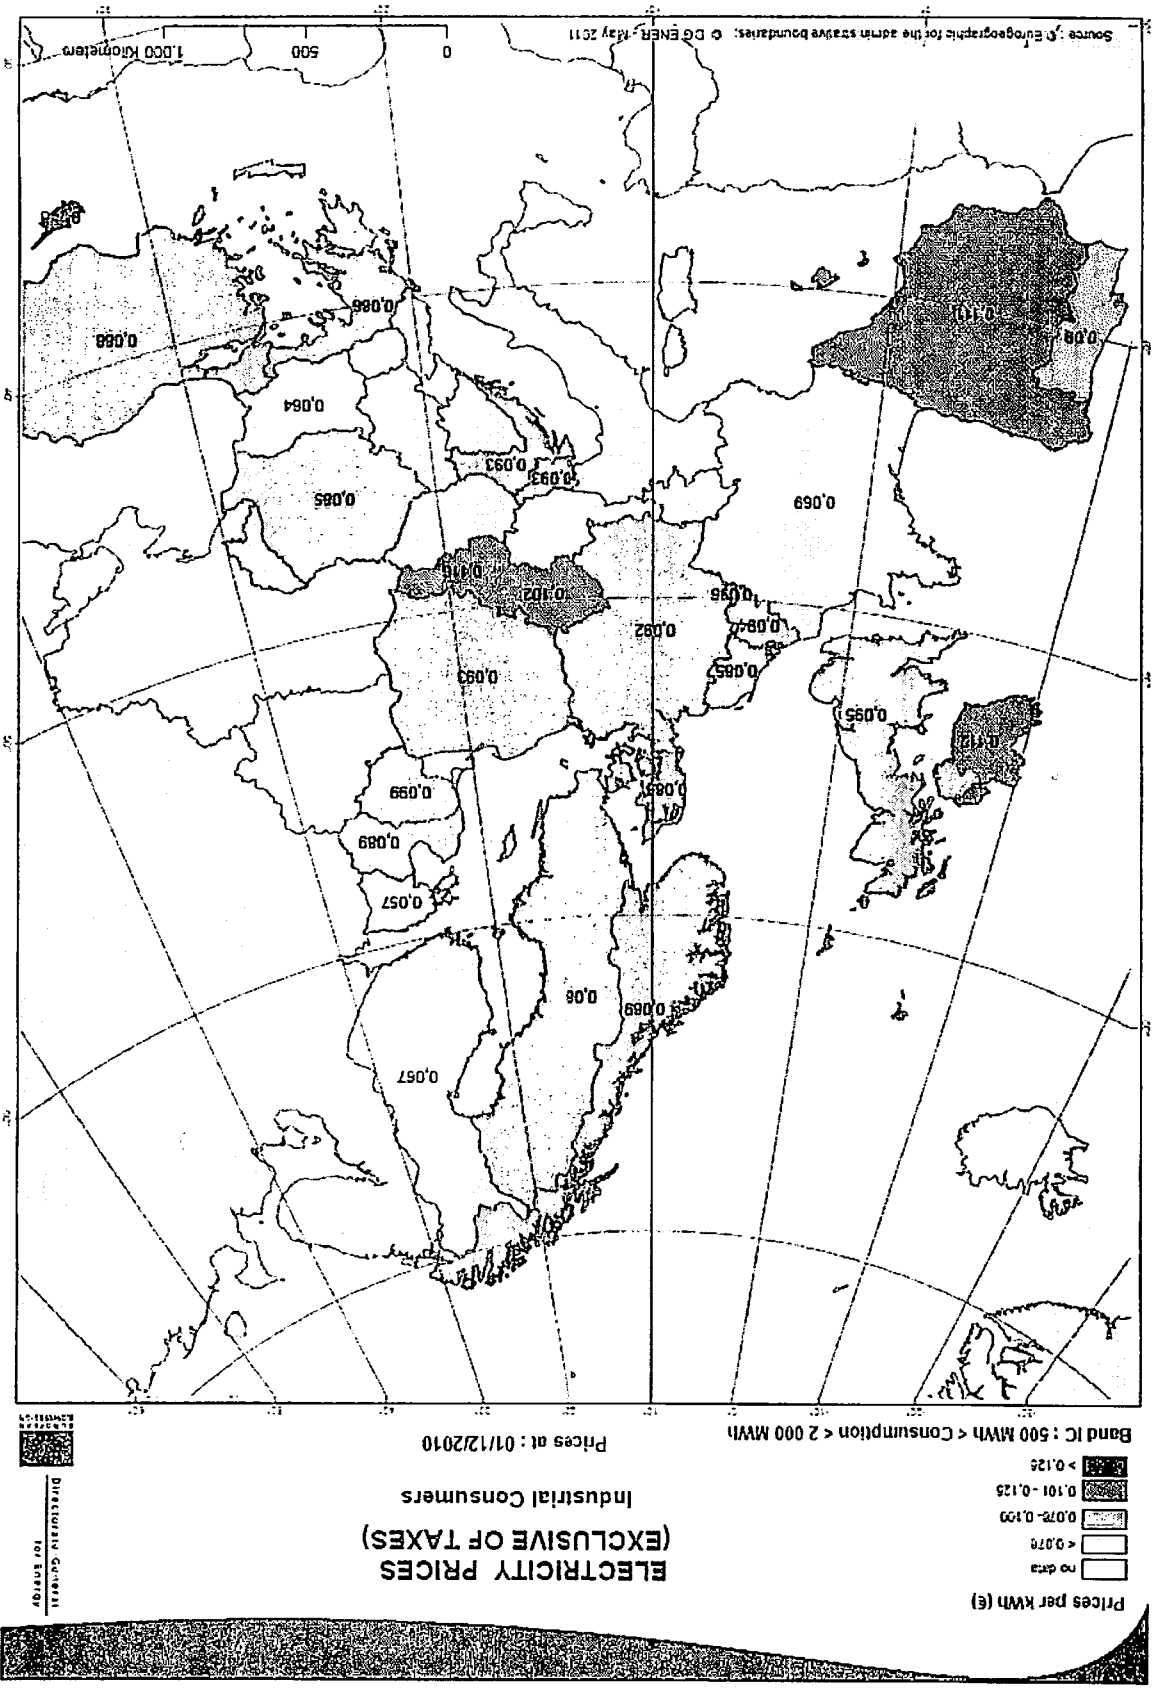 Prices per kWh (€)
no data
< 0,076
0,076- 0,100
0,101 - 0,125
> 0,125
Band IC : 500 MWh < Consumption < 2 000 MWh
ELECTRICITY PRICES
(EXCLUSIVE OF TAXES)
Industrial Consumers
Prices at : 01/12/2010
Directorate General
for Energy
EUROPEAN
COMMISSION
0,067
0,089
0,08
0,057
0,089
0,099
0,112
0,095
0,085
0,093
0,092
0,094
0,096
0,102
0,116
0,069
0,085
0,093
0,093
0,064
0,09
0,111
0,086
0,088
Source : © Eurogeographic for the administrative boundaries; © DG ENER - May 2011
0 500 1.000 Kilometers